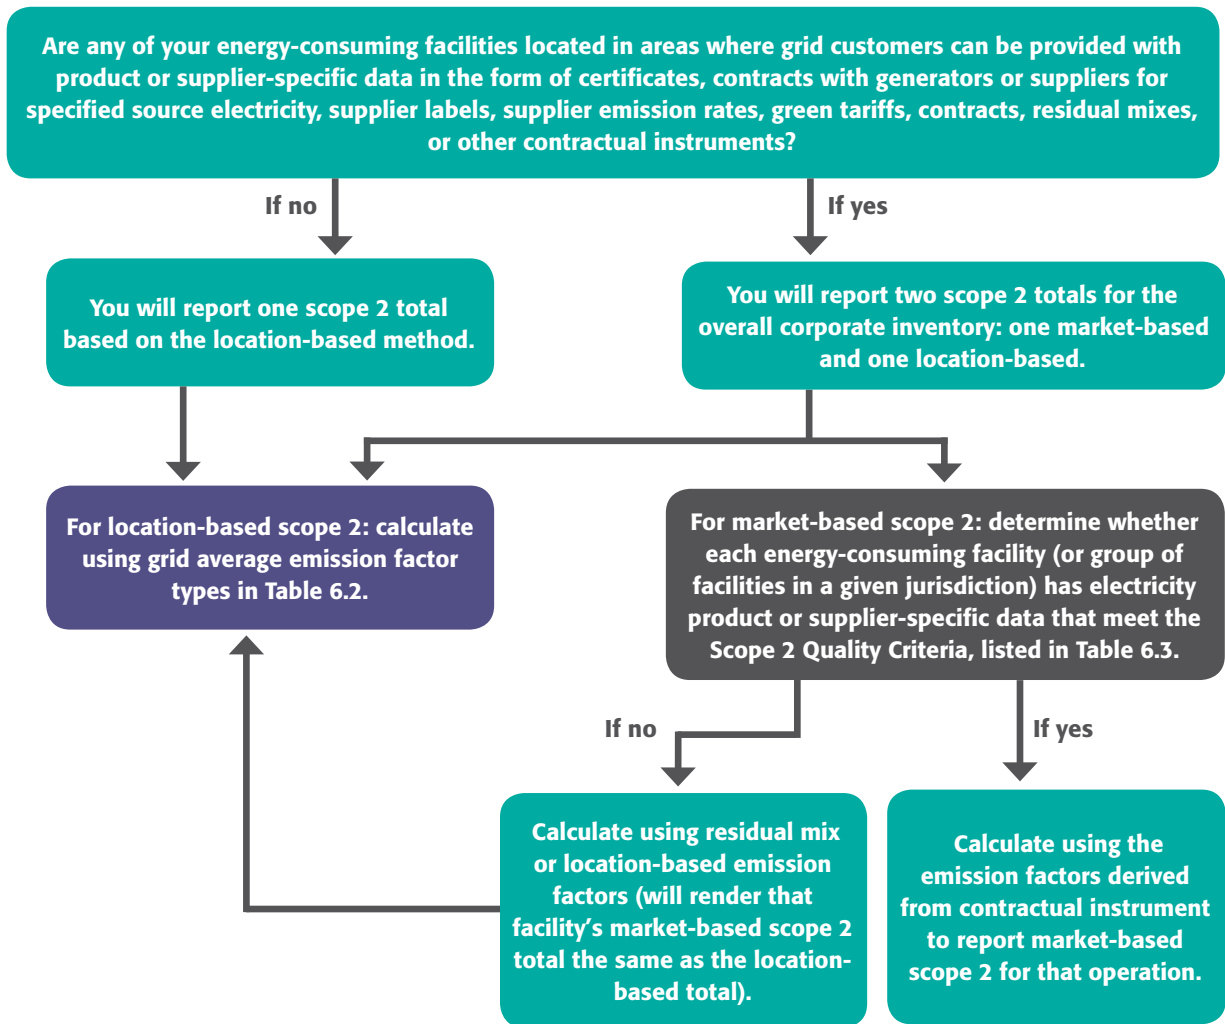 Are any of your energy-consuming facilities located in areas where grid customers can be provided with
product or supplier-specific data in the form of certificates, contracts with generators or suppliers for
specified source electricity, supplier labels, supplier emission rates, green tariffs, contracts, residual mixes,
or other contractual instruments?
If no
If yes
You will report one scope 2 total
based on the location-based method.
You will report two scope 2 totals for the
overall corporate inventory: one market-based
and one location-based.
For location-based scope 2: calculate
using grid average emission factor
types in Table 6.2.
For market-based scope 2: determine whether
each energy-consuming facility (or group of
facilities in a given jurisdiction) has electricity
product or supplier-specific data that meet the
Scope 2 Quality Criteria, listed in Table 6.3.
If no
If yes
Calculate using residual mix
or location-based emission
factors (will render that
facility's market-based scope 2
total the same as the location-
based total).
Calculate using the
emission factors derived
from contractual instrument
to report market-based
scope 2 for that operation.